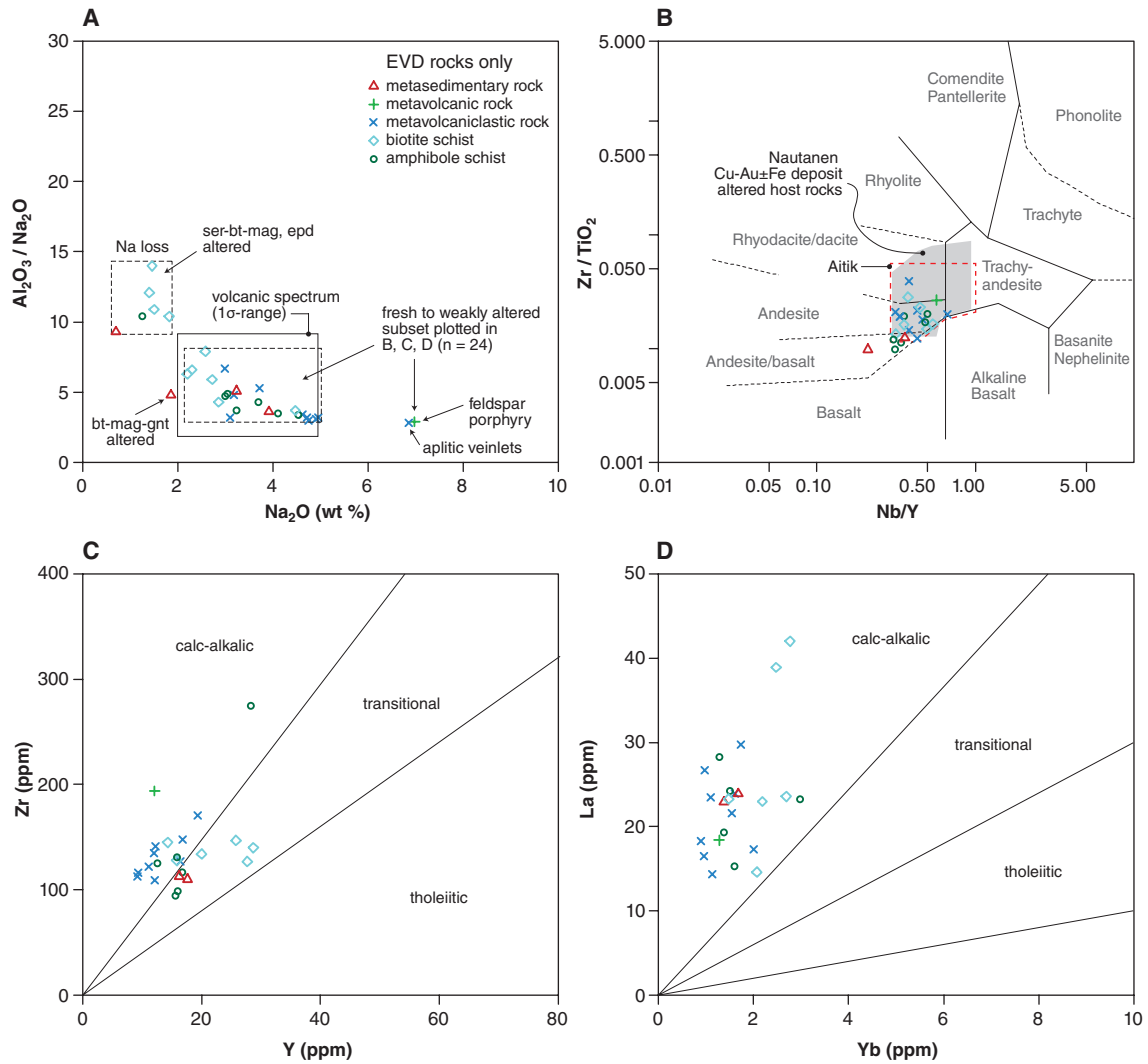 A
30
25
20
15
10
5
0
Al₂O₃ / Na₂O
0
2
4
6
8
10
Na₂O (wt %)
EVD rocks only
metasedimentary rock
metavolcanic rock
metavolcaniclastic rock
biotite schist
amphibole schist
Na loss
ser-bt-mag, epd
altered
volcanic spectrum
(1σ-range)
fresh to weakly altered
subset plotted in
B, C, D (n = 24)
bt-mag-gnt
altered
feldspar
porphyry
aplitic veinlets
B
5.000
0.500
0.050
0.005
0.001
Zr / TiO₂
0.01
0.05
0.10
0.50
1.00
5.00
Nb/Y
Comendite
Pantellerite
Phonolite
Nautanen
Cu-Au±Fe deposit
altered host rocks
Rhyolite
Trachyte
Rhyodacite/dacite
Aitik
Trachy-
andesite
Andesite
Andesite/basalt
Basanite
Nephelinite
Alkaline
Basalt
Basalt
C
400
300
200
100
0
Zr (ppm)
0
20
40
60
80
Y (ppm)
calc-alkalic
transitional
tholeiitic
D
50
40
30
20
10
0
La (ppm)
0
2
4
6
8
10
Yb (ppm)
calc-alkalic
transitional
tholeiitic